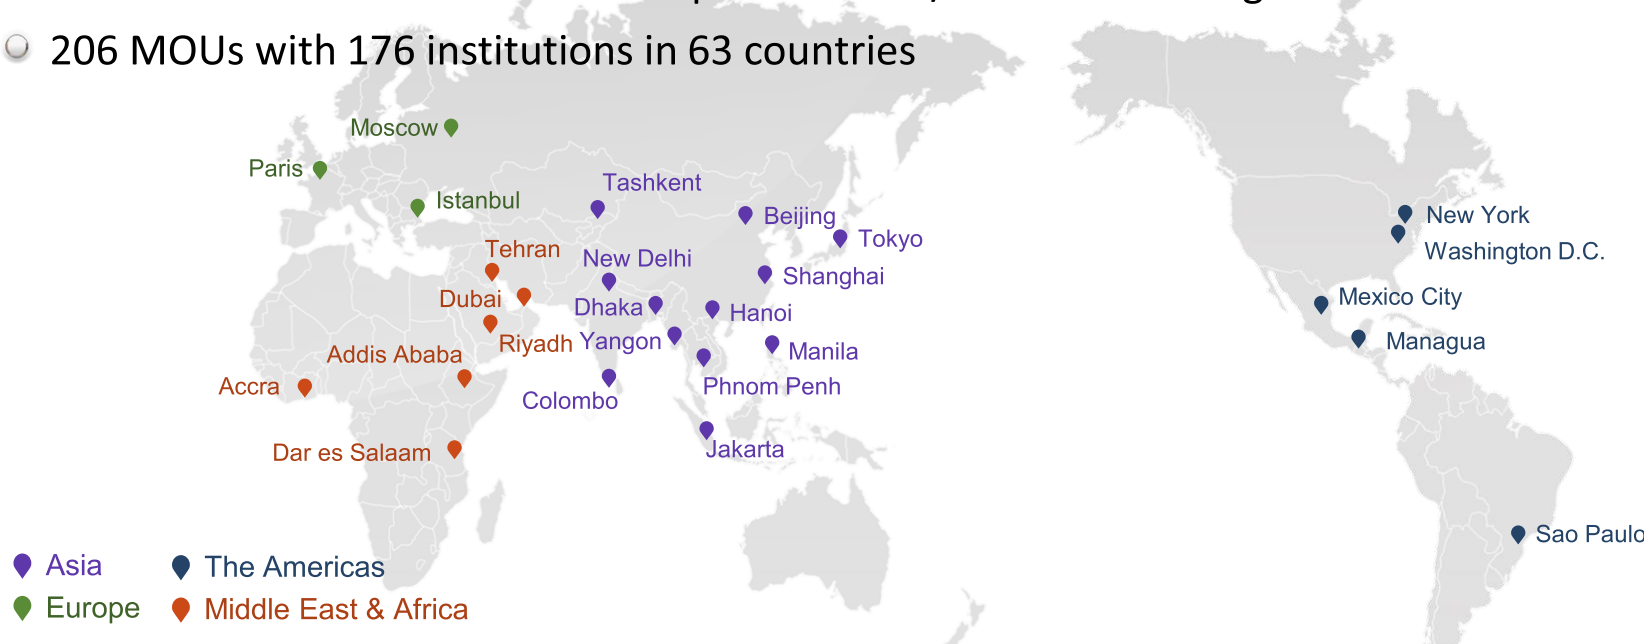 206 MOUs with 176 institutions in 63 countries
Moscow
Paris
Istanbul
Tashkent
Beijing
Tokyo
Tehran
New Delhi
Shanghai
Dubai
Dhaka
Hanoi
Riyadh
Yangon
Manila
Addis Ababa
Accra
Phnom Penh
Colombo
Dar es Salaam
Jakarta
New York
Washington D.C.
Mexico City
Managua
Sao Paulo
Asia
The Americas
Europe
Middle East & Africa